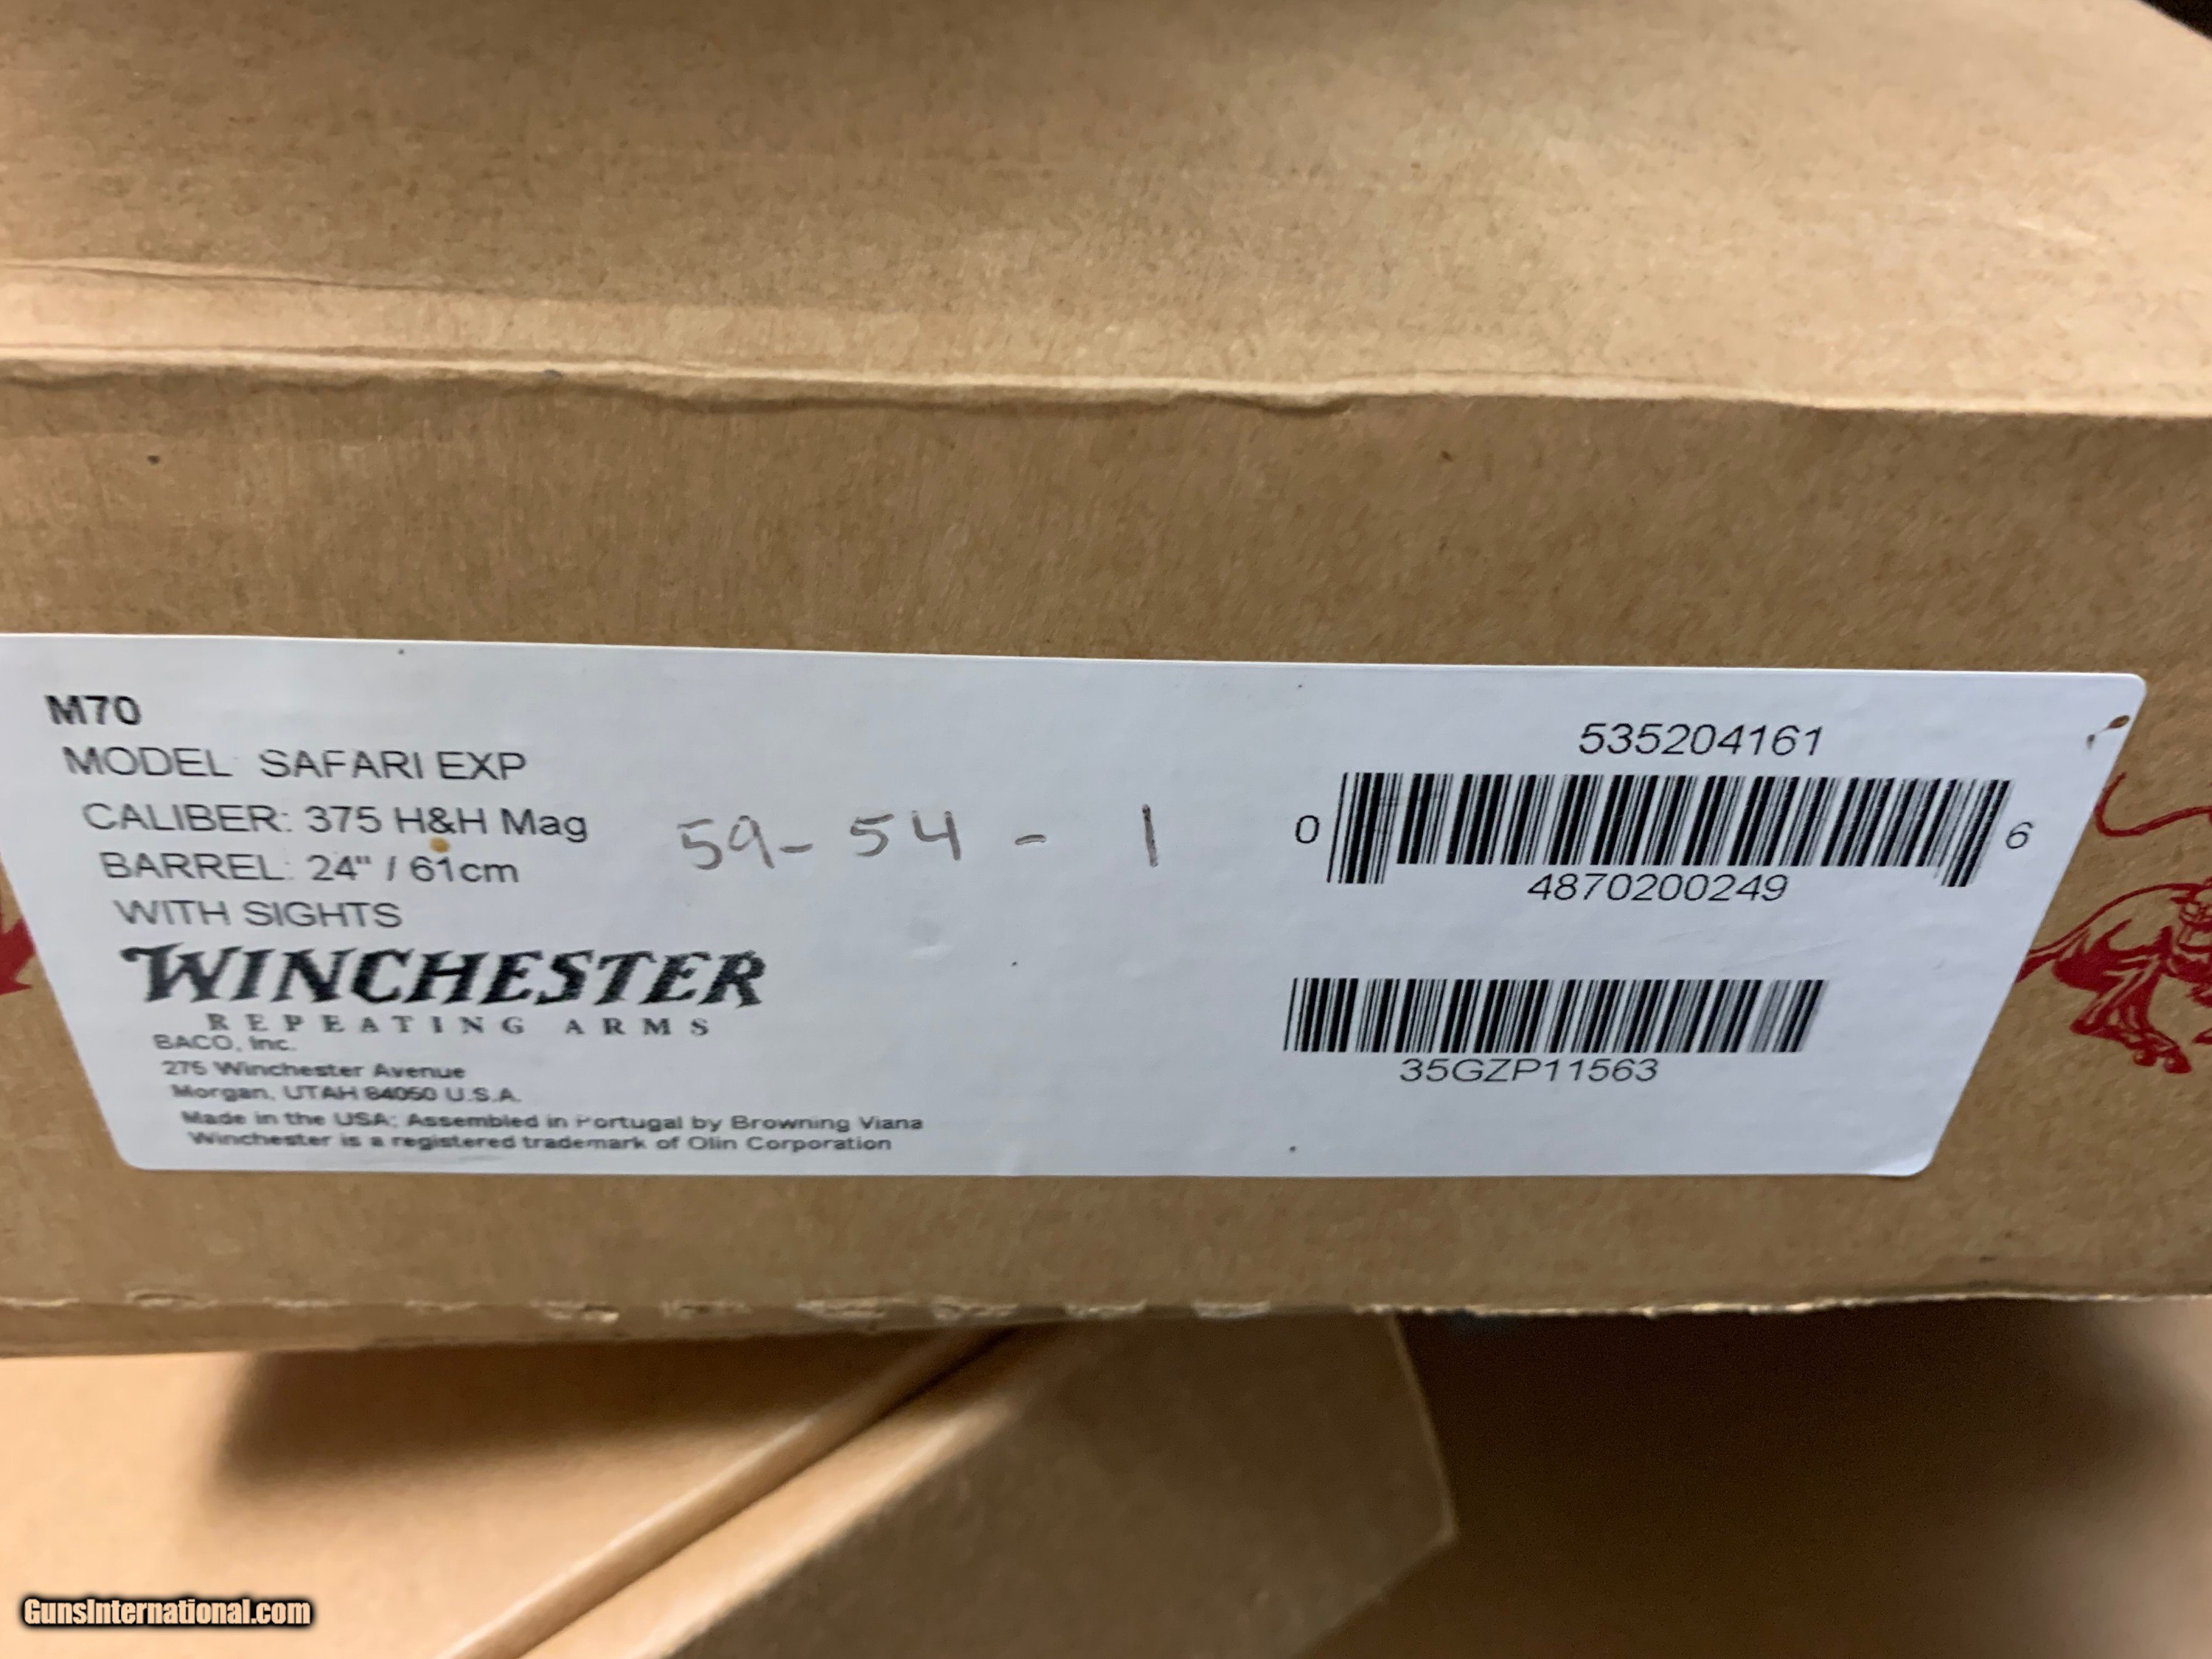 M70
MODEL: SAFARI EXP
CALIBER: 375 H&H Mag
BARREL: 24" / 61cm
WITH SIGHTS
WINCHESTER
REPEATING ARMS
BACO, Inc.
275 Winchester Avenue
Morgan, UTAH 84050 U.S.A.
Made in the USA; Assembled in Portugal by Browning Viana
Winchester is a registered trademark of Olin Corporation
59-54-1
535204161
0 6
4870200249
35GZP11563
GunsInternational.com